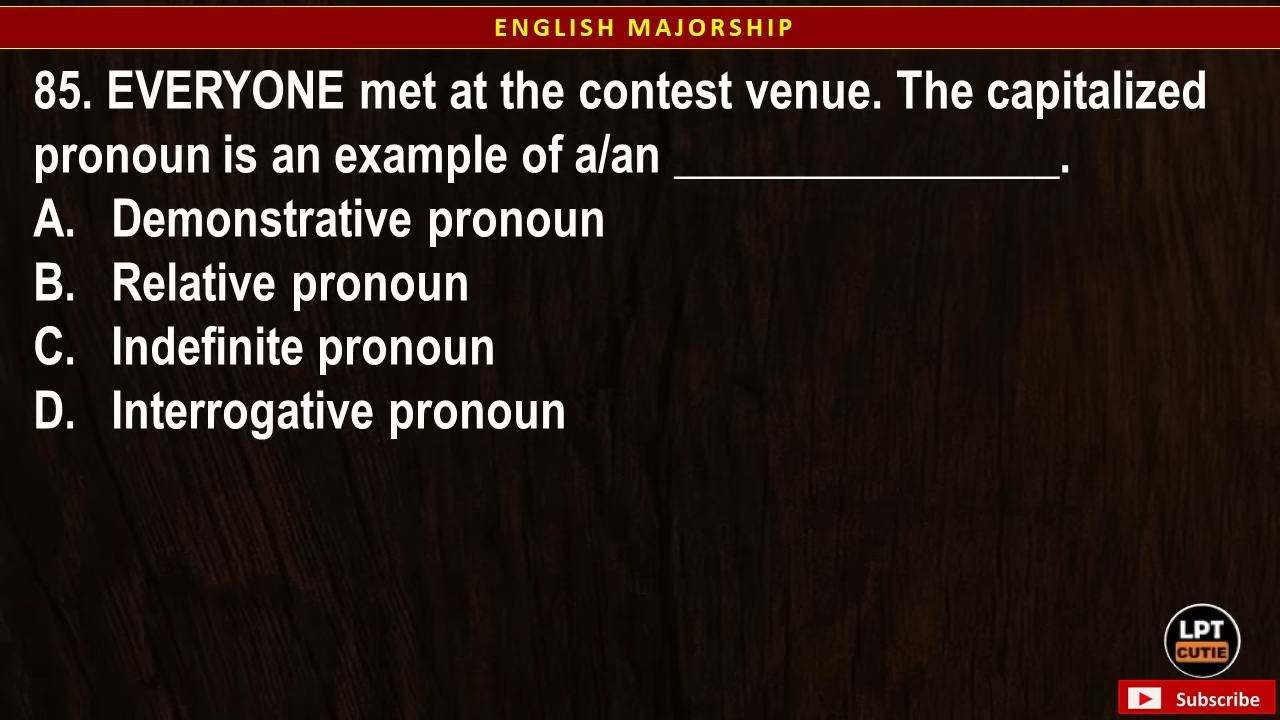 ENGLISH MAJORSHIP
85. EVERYONE met at the contest venue. The capitalized
pronoun is an example of a/an _________________.
A. Demonstrative pronoun
B. Relative pronoun
C. Indefinite pronoun
D. Interrogative pronoun
LPT
CUTIE
Subscribe